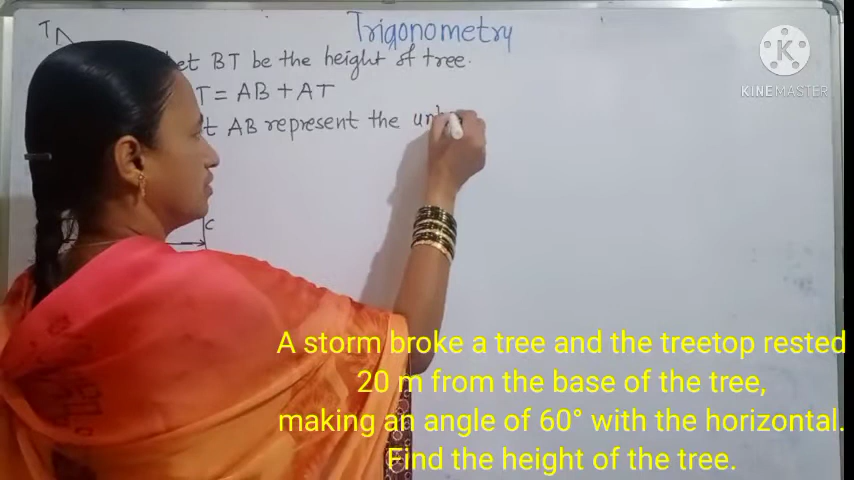 Trigonometry
T
BT be the height of tree.
T = AB + AT
AB represent the
C
KINEMASTER
A storm broke a tree and the treetop rested
20 m from the base of the tree,
making an angle of 60° with the horizontal.
Find the height of the tree.